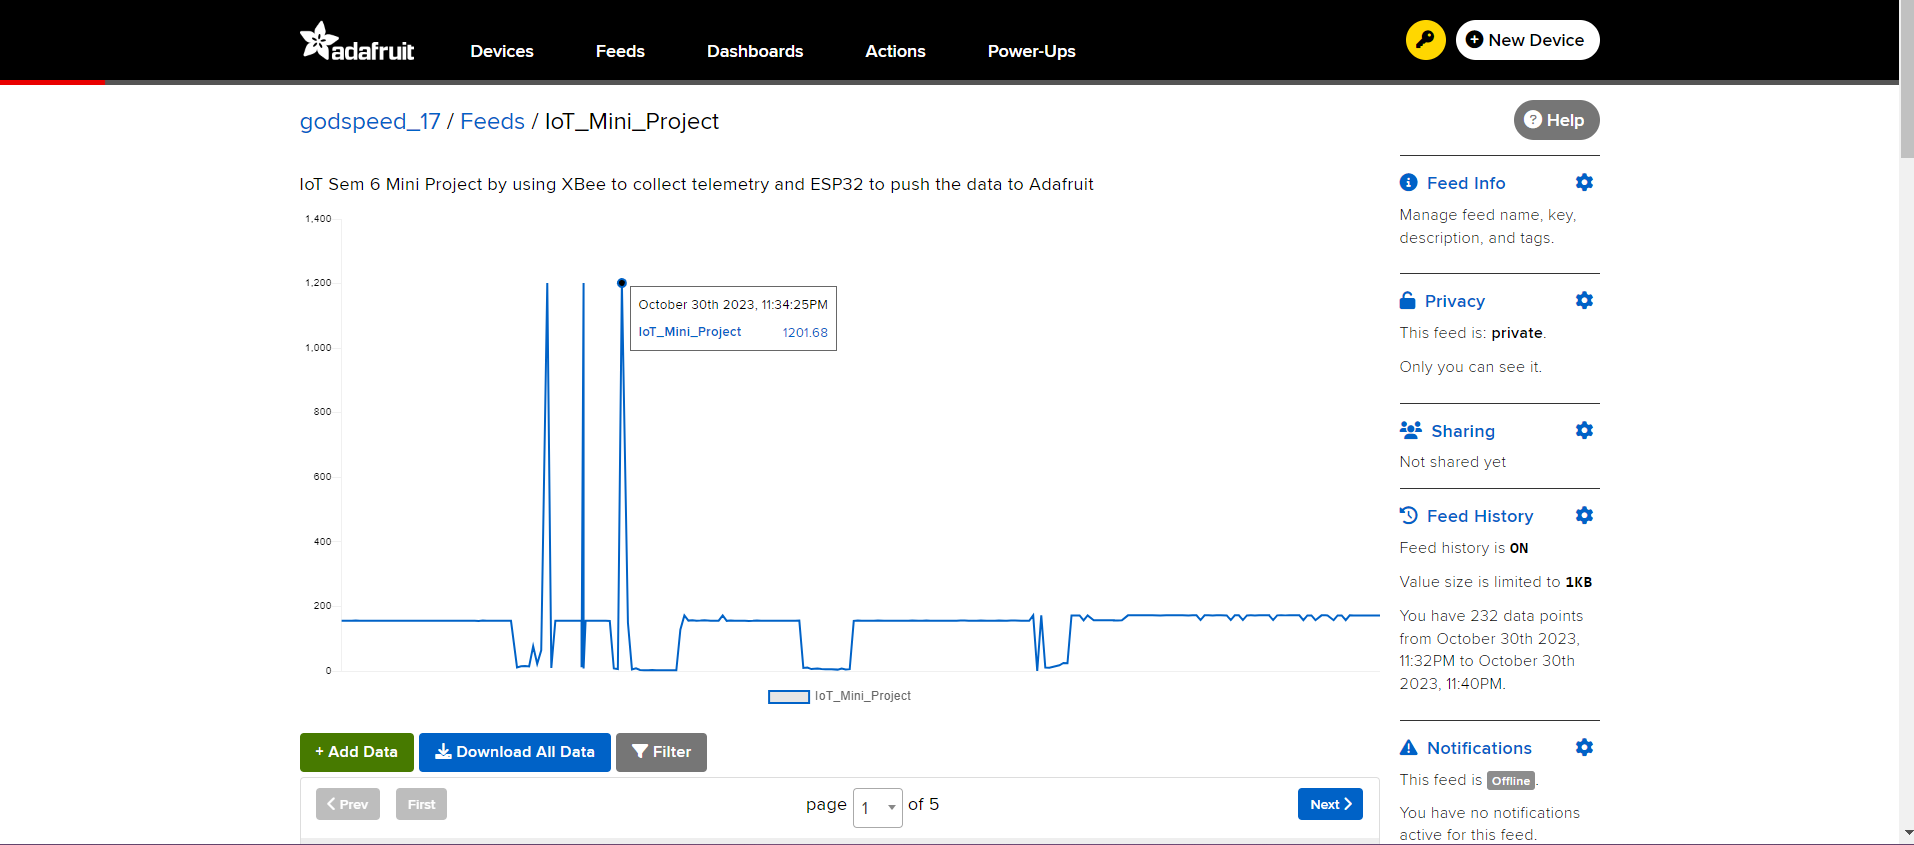 adafruit
Devices
Feeds
Dashboards
Actions
Power-Ups
New Device
godspeed_17 / Feeds / IoT_Mini_Project
? Help
IoT Sem 6 Mini Project by using XBee to collect telemetry and ESP32 to push the data to Adafruit
1,400
1,200
1,000
800
600
400
200
0
October 30th 2023, 11:34:25PM
IoT_Mini_Project 1201.68
IoT_Mini_Project
+ Add Data
Download All Data
Filter
Prev
First
page 1 of 5
Next
Feed Info
Manage feed name, key,
description, and tags.
Privacy
This feed is: private.
Only you can see it.
Sharing
Not shared yet
Feed History
Feed history is ON
Value size is limited to 1KB
You have 232 data points
from October 30th 2023,
11:32PM to October 30th
2023, 11:40PM.
Notifications
This feed is Offline.
You have no notifications
active for this feed.